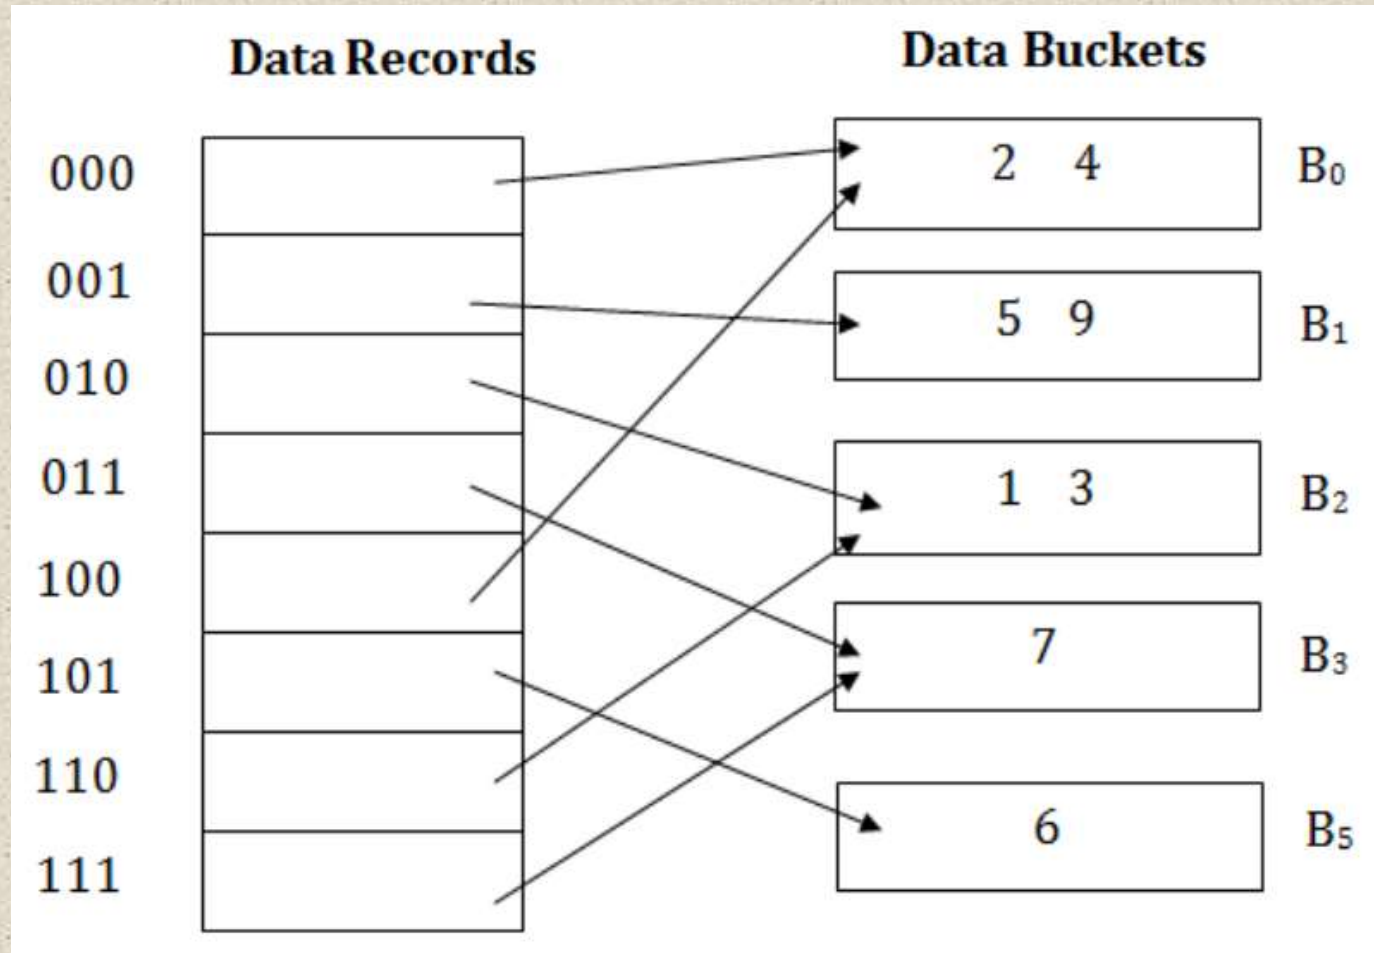 Data Records
Data Buckets
000
001
010
011
100
101
110
111
2 4 B₀
5 9 B₁
1 3 B₂
7 B₃
6 B₅